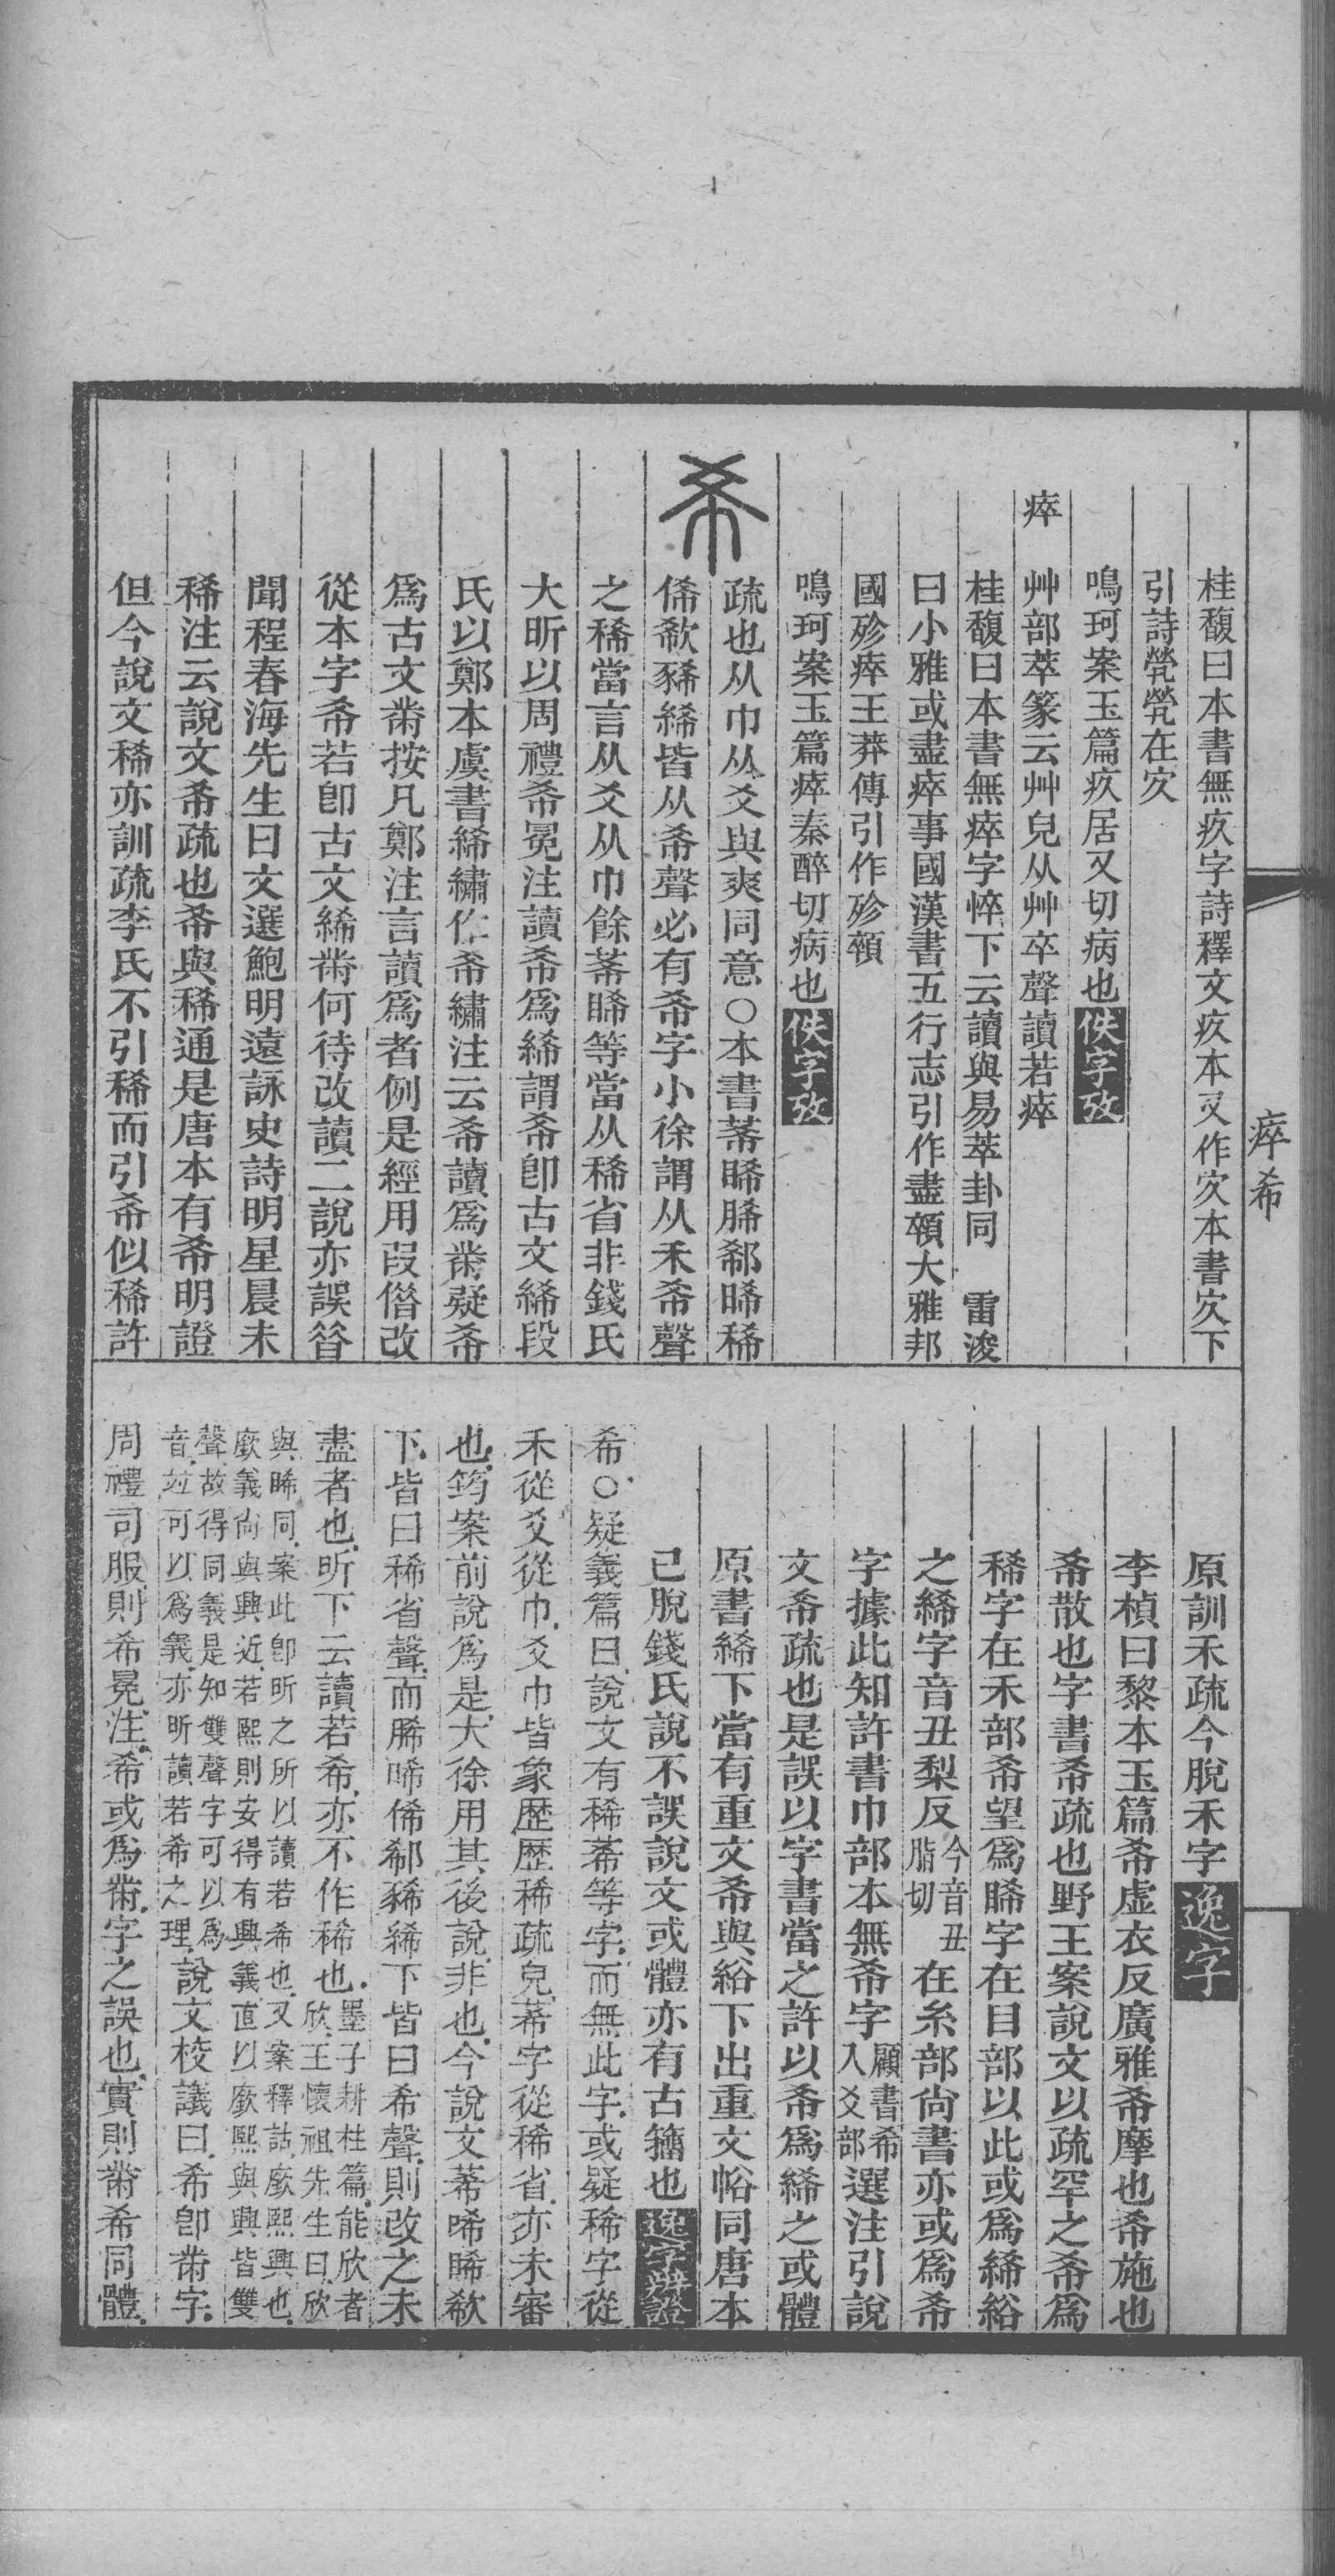 瘁希
桂馥曰本書無疚字詩釋文疚本又作㝌本書㝌下
引詩煢煢在㝌
鳴珂案玉篇疚居又切病也佚字攷
瘁 艸部萃篆云艸皃从艸卒聲讀若瘁
桂馥曰本書無瘁字悴下云讀與易萃卦同 雷浚
曰小雅或盡瘁事國漢書五行志引作盡顇大雅邦
國殄瘁王莽傳引作殄顇
鳴珂案玉篇瘁秦醉切病也佚字攷
希
疏也从巾从爻與爽同意○本書莃睎脪郗晞稀
俙欷豨絺皆从希聲必有希字小徐謂从禾希聲
之稀當言从爻从巾餘莃睎等當从稀省非錢氏
大昕以周禮希冕注讀希爲絺謂希卽古文絺段
氏以鄭本虞書絺繡作希繡注云希讀爲黹疑希
爲古文黹按凡鄭注言讀爲者例是經用叚僭改
從本字希若卽古文絺黹何待改讀二說亦誤咎
聞程春海先生曰文選鮑明遠詠史詩明星晨未
稀注云說文希疏也希與稀通是唐本有希明證
但今說文稀亦訓疏李氏不引稀而引希似稀許
原訓禾疏今脫禾字逸字
李楨曰黎本玉篇希虛衣反廣雅希摩也希施也
希散也字書希疏也野王案說文以疏罕之希爲
稀字在禾部希望爲睎字在目部以此或爲絺綌
之絺字音丑梨反今音丑脂切在糸部尙書亦或爲希
字據此知許書巾部本無希字顧書希入爻部選注引說
文希疏也是誤以字書當之許以希爲絺之或體
原書絺下當有重文希與綌下出重文㡇同唐本
已脫錢氏說不誤說文或體亦有古籒也逸字辨證
希○疑義篇曰說文有稀莃等字而無此字或疑稀字從
禾從爻從巾爻巾皆象歷歷稀疏皃莃字從稀省亦未審
也筠案前說爲是大徐用其後說非也今說文莃唏睎欷
下皆曰稀省聲而脪晞俙郗豨絺下皆曰希聲則改之未
盡者也昕下云讀若希亦不作稀也墨子耕柱篇能欣者欣王懷祖先生曰欣
與睎同案此卽昕之所以讀若希也又案釋詁廞熙興也廞義尙與興近若熙則安得有興義直以廞熙與興皆雙
聲故得同義是知雙聲字可以爲音竝可以爲義亦昕讀若希之理說文校議曰希卽黹字
周禮司服則希冕注希或爲黹字之誤也實則黹希同體